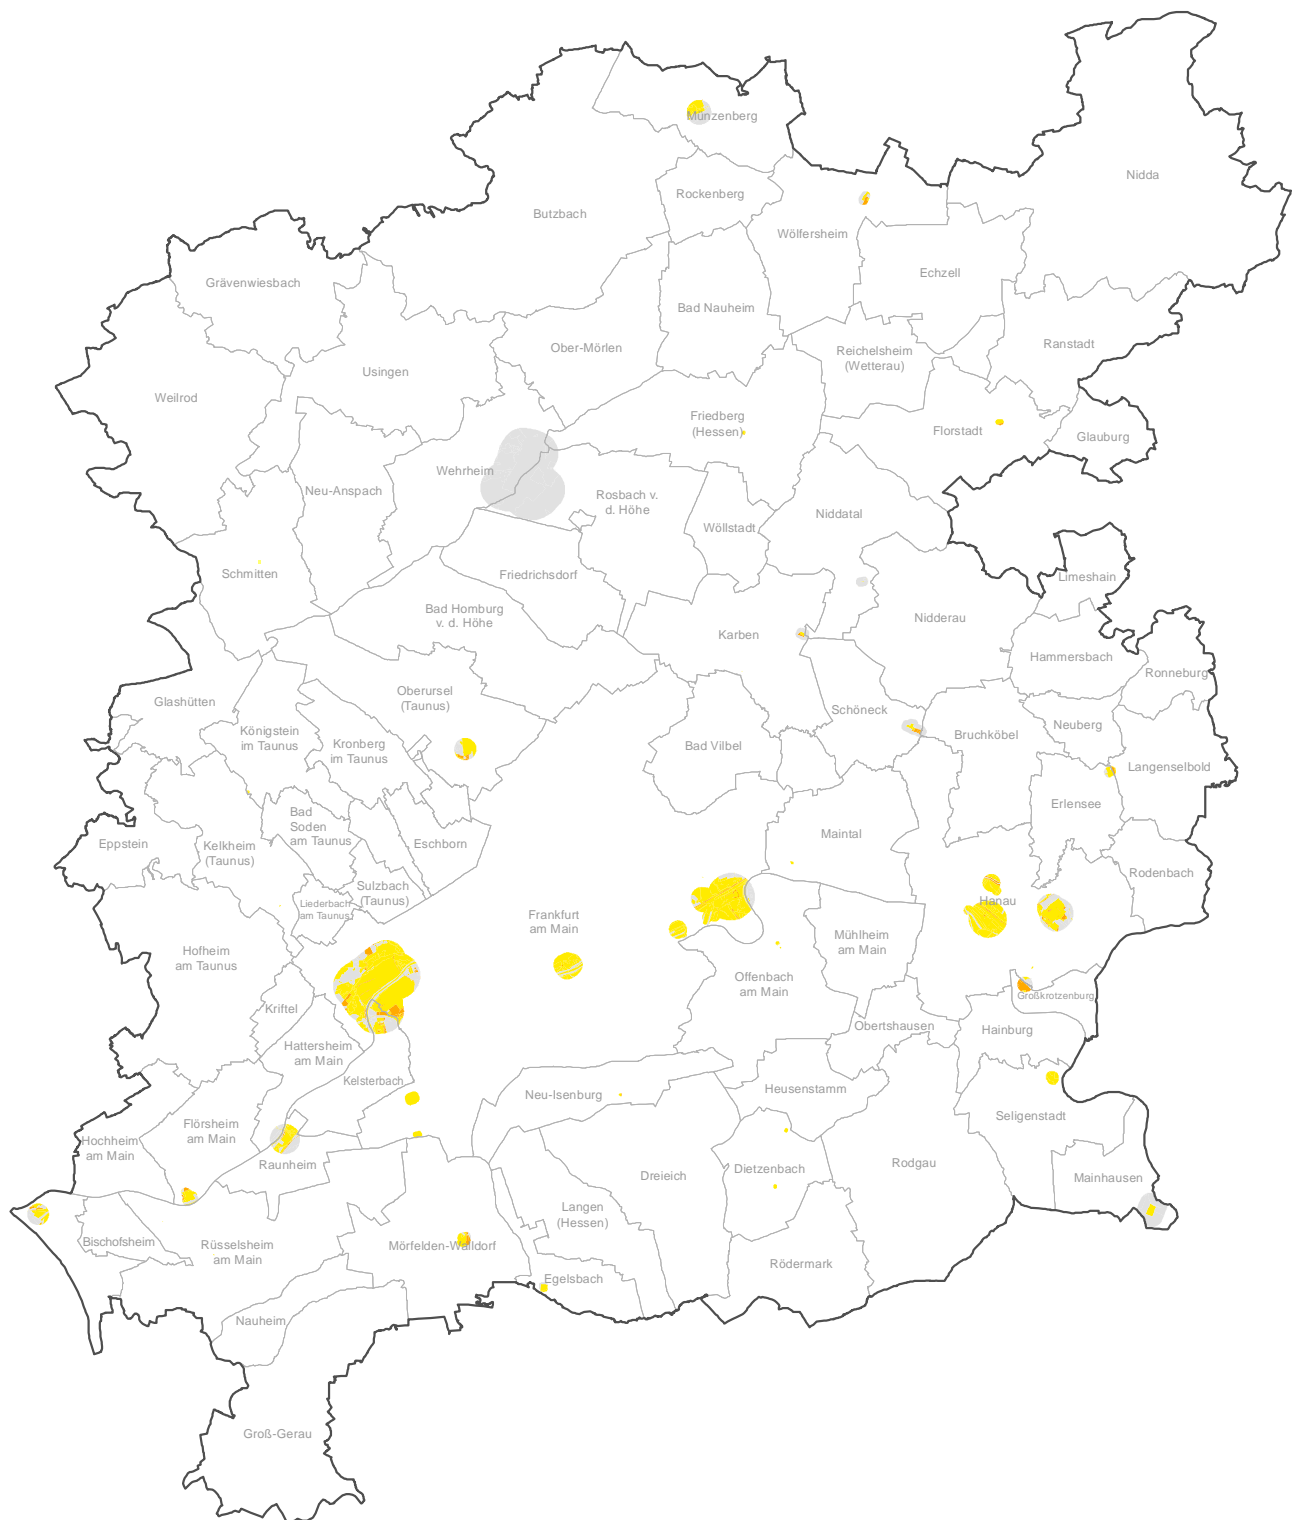 Münzenberg
Nidda
Rockenberg
Butzbach
Wölfersheim
Echzell
Grävenwiesbach
Bad Nauheim
Ober-Mörlen
Ranstadt
Reichelsheim
(Wetterau)
Usingen
Weilrod
Friedberg
(Hessen)
Florstadt
Glauburg
Wehrheim
Neu-Anspach
Rosbach v.
d. Höhe
Niddatal
Wöllstadt
Schmitten
Friedrichsdorf
Limeshain
Bad Homburg
v. d. Höhe
Nidderau
Karben
Hammersbach
Ronneburg
Oberursel
(Taunus)
Glashütten
Schöneck
Königstein
im Taunus
Neuberg
Bruchköbel
Kronberg
im Taunus
Bad Vilbel
Langenselbold
Erlensee
Bad
Soden
am Taunus
Maintal
Eppstein
Kelkheim
(Taunus)
Eschborn
Rodenbach
Sulzbach
(Taunus)
Liederbach
am Taunus
Hanau
Frankfurt
am Main
Mühlheim
am Main
Hofheim
am Taunus
Offenbach
am Main
Großkrotzenburg
Kriftel
Obertshausen
Hainburg
Hattersheim
am Main
Kelsterbach
Heusenstamm
Neu-Isenburg
Seligenstadt
Flörsheim
am Main
Hochheim
am Main
Raunheim
Dietzenbach
Rodgau
Dreieich
Mainhausen
Langen
(Hessen)
Bischofsheim
Rüsselsheim
am Main
Mörfelden-Walldorf
Rödermark
Egelsbach
Nauheim
Groß-Gerau